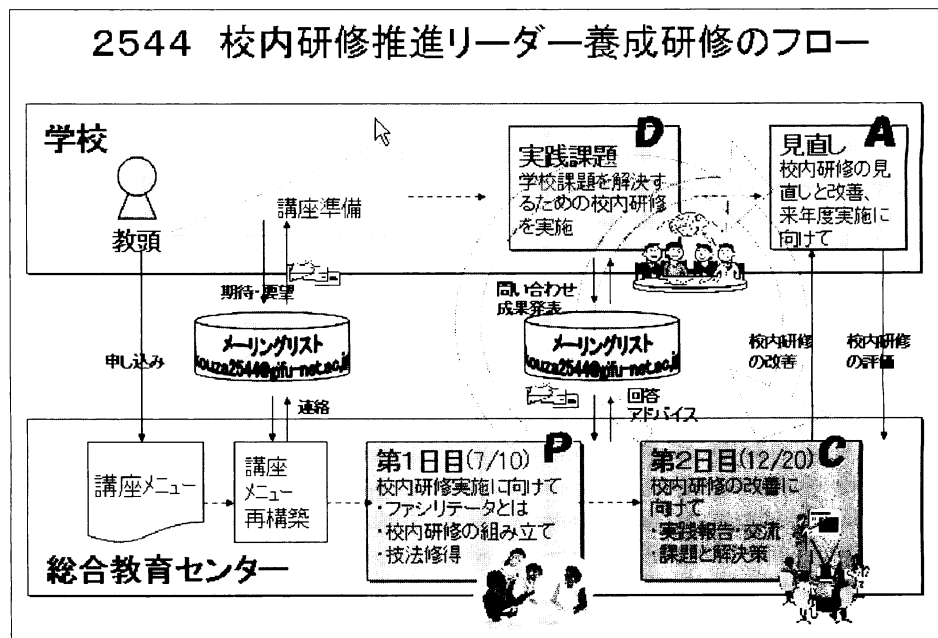 2544 校内研修推進リーダー養成研修のフロー
学校
教頭
講座準備
D
実践課題
学校課題を解決す
るための校内研修
を実施
A
見直し
校内研修の見
直しと改善、
来年度実施に
向けて
期待・要望
問い合わせ
成果発表
メーリングリスト
kouza2544@gifu-net.ac.jp
メーリングリスト
kouza2544@gifu-net.ac.jp
申し込み
校内研修
の改善
校内研修
の評価
連絡
回答
アドバイス
講座メニュー
講座
メニュー
再構築
P
第1日目(7/10)
校内研修実施に向けて
・ファシリテータとは
・校内研修の組み立て
・技法修得
C
第2日目(12/20)
校内研修の改善に
向けて
・実践報告・交流
・課題と解決策
総合教育センター